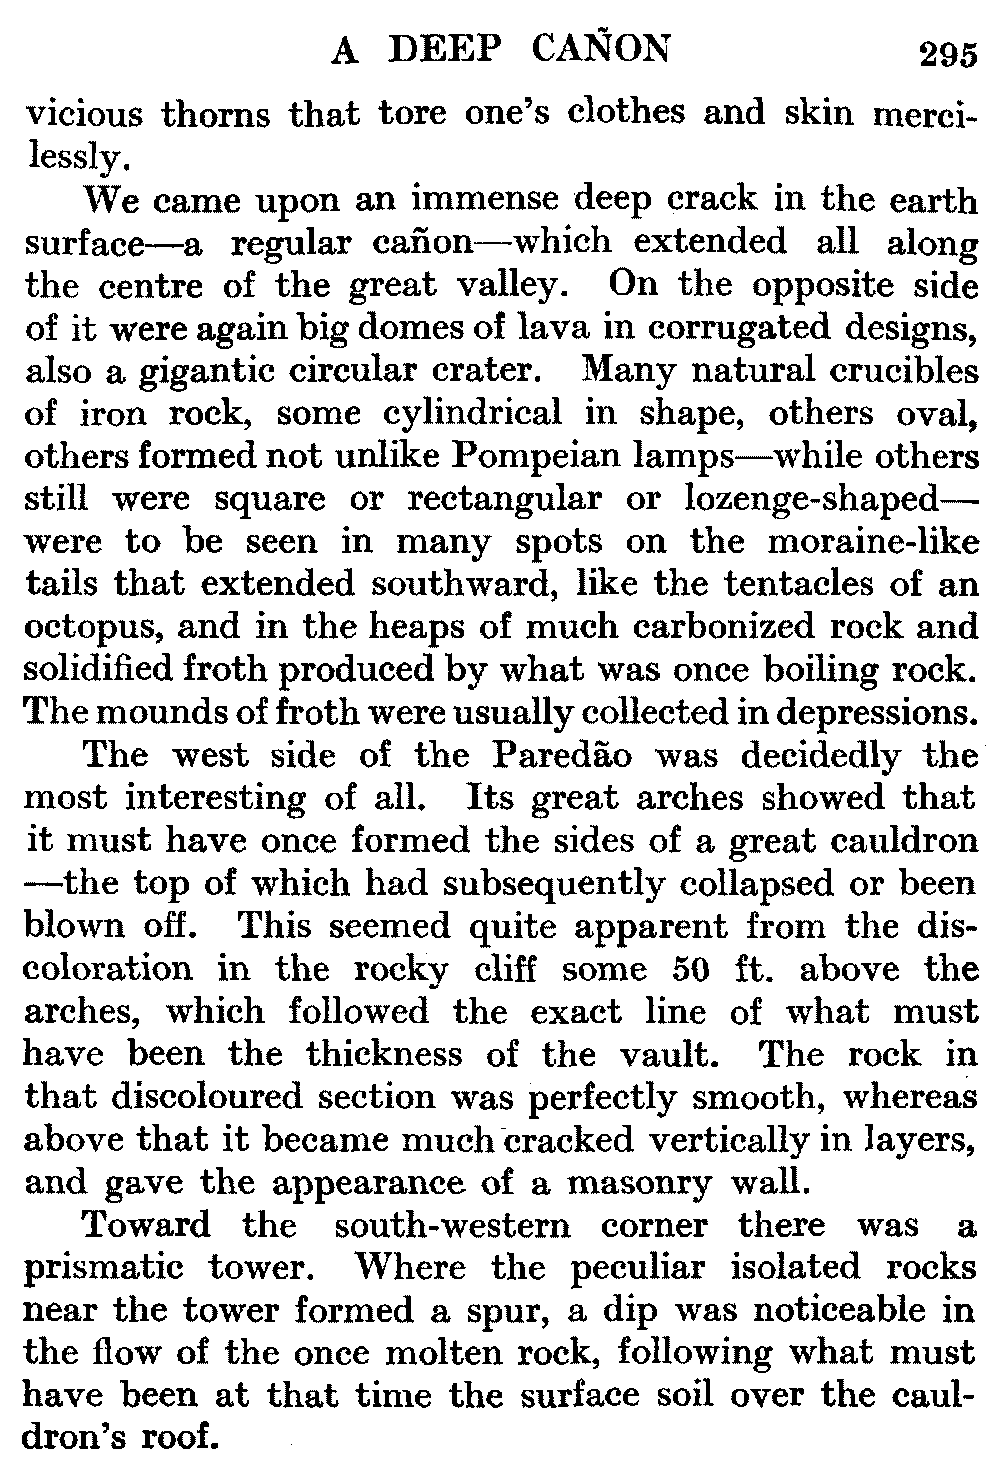 A DEEP CAÑON 295
vicious thorns that tore one's clothes and skin merci-
lessly.
We came upon an immense deep crack in the earth
surface—a regular cañon—which extended all along
the centre of the great valley. On the opposite side
of it were again big domes of lava in corrugated designs,
also a gigantic circular crater. Many natural crucibles
of iron rock, some cylindrical in shape, others oval,
others formed not unlike Pompeian lamps—while others
still were square or rectangular or lozenge-shaped—
were to be seen in many spots on the moraine-like
tails that extended southward, like the tentacles of an
octopus, and in the heaps of much carbonized rock and
solidified froth produced by what was once boiling rock.
The mounds of froth were usually collected in depressions.
The west side of the Paredão was decidedly the
most interesting of all. Its great arches showed that
it must have once formed the sides of a great cauldron
—the top of which had subsequently collapsed or been
blown off. This seemed quite apparent from the dis-
coloration in the rocky cliff some 50 ft. above the
arches, which followed the exact line of what must
have been the thickness of the vault. The rock in
that discoloured section was perfectly smooth, whereas
above that it became much cracked vertically in layers,
and gave the appearance of a masonry wall.
Toward the south-western corner there was a
prismatic tower. Where the peculiar isolated rocks
near the tower formed a spur, a dip was noticeable in
the flow of the once molten rock, following what must
have been at that time the surface soil over the caul-
dron's roof.